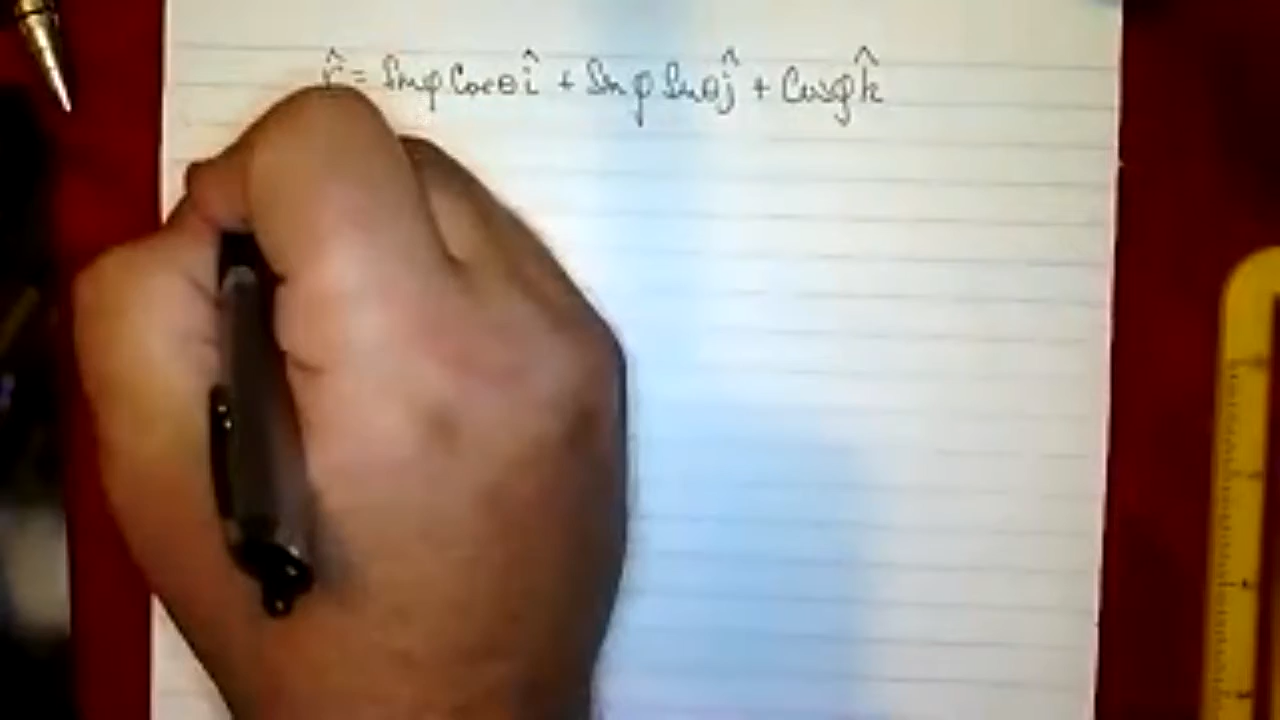 r̂ = Sinφ Cosθ î + Sinφ Sinθ ĵ + Cosφ k̂